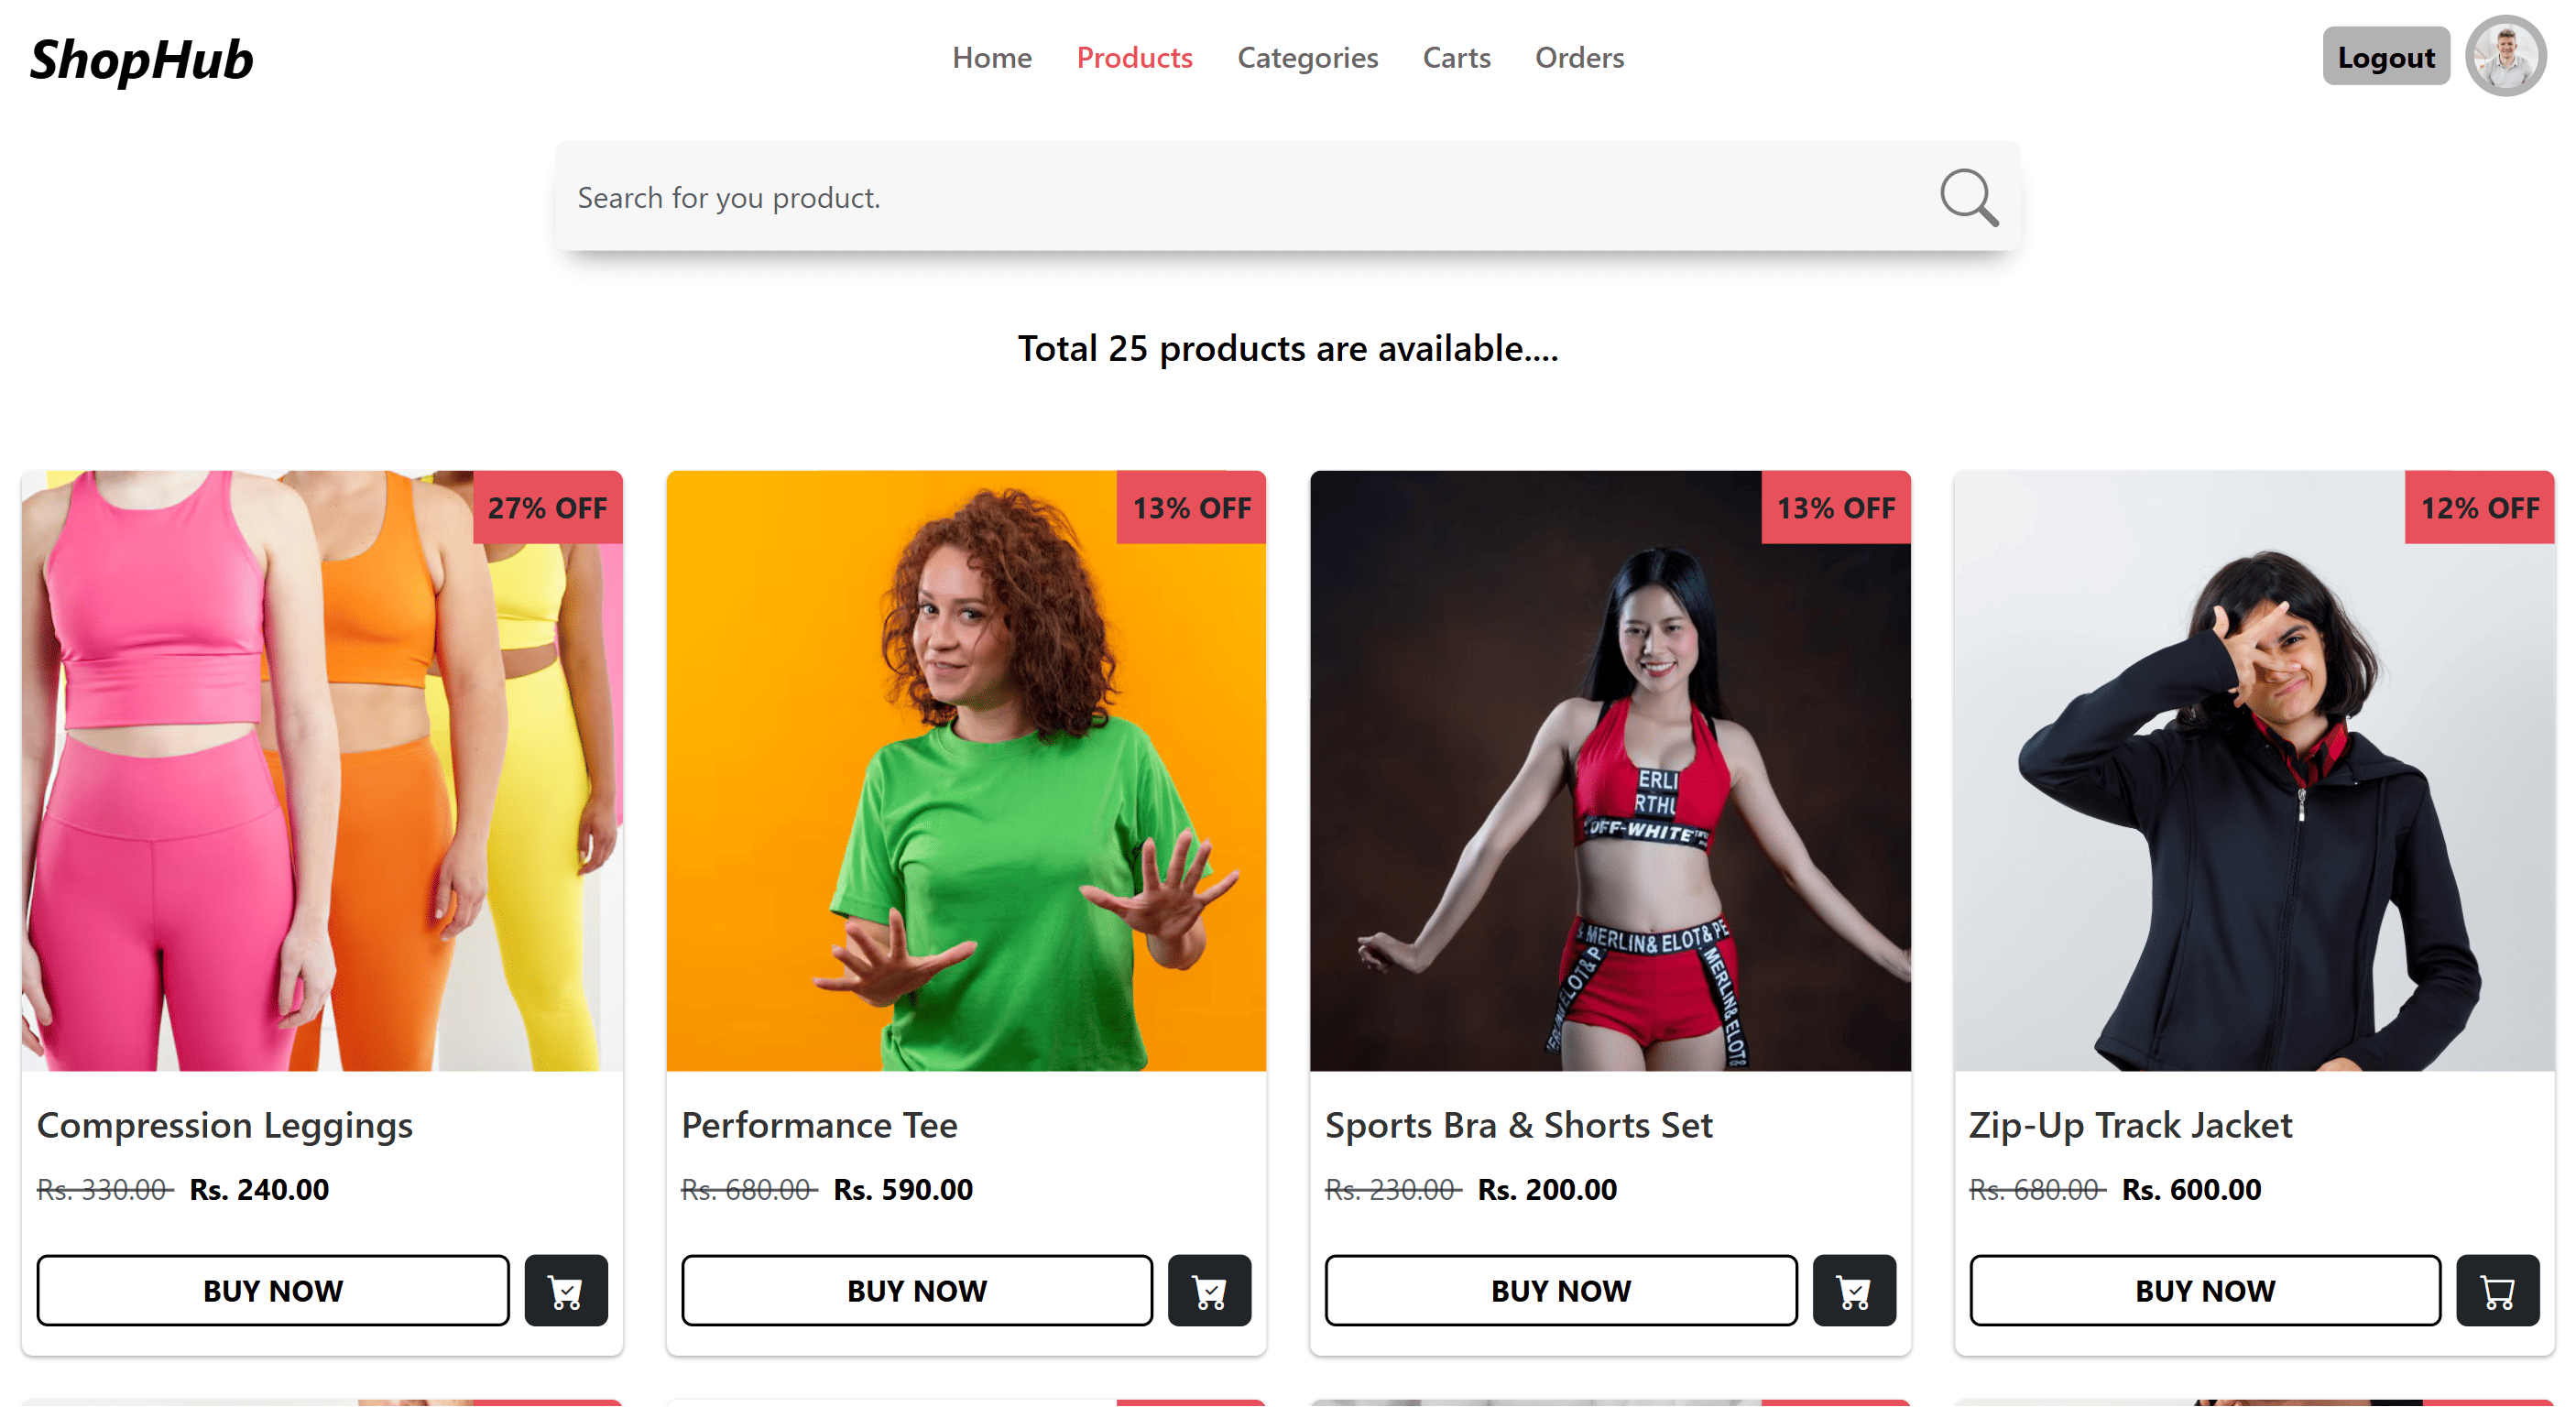 ShopHub
Home Products Categories Carts Orders
Logout
Search for you product.
Total 25 products are available....
27% OFF
13% OFF
13% OFF
12% OFF
ERLI
RTHU
OFF-WHITE
& MERLIN& ELOT& PE
MERLIN& ELOT&
Compression Leggings
Rs. 330.00 Rs. 240.00
BUY NOW
Performance Tee
Rs. 680.00 Rs. 590.00
BUY NOW
Sports Bra & Shorts Set
Rs. 230.00 Rs. 200.00
BUY NOW
Zip-Up Track Jacket
Rs. 680.00 Rs. 600.00
BUY NOW